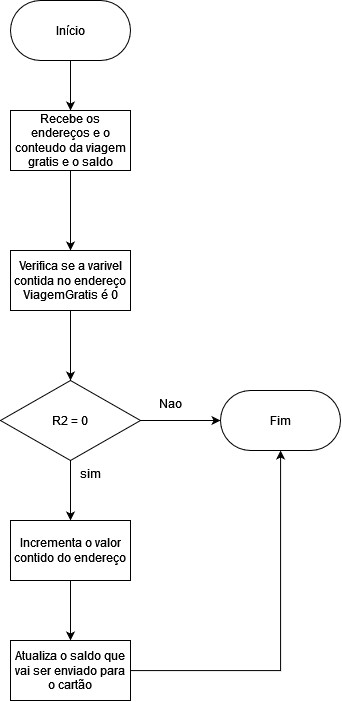 Início
Recebe os
endereços e o
conteudo da viagem
gratis e o saldo
Verifica se a varivel
contida no endereço
ViagemGratis é 0
R2 = 0
Nao
Fim
sim
Incrementa o valor
contido do endereço
Atualiza o saldo que
vai ser enviado para
o cartão